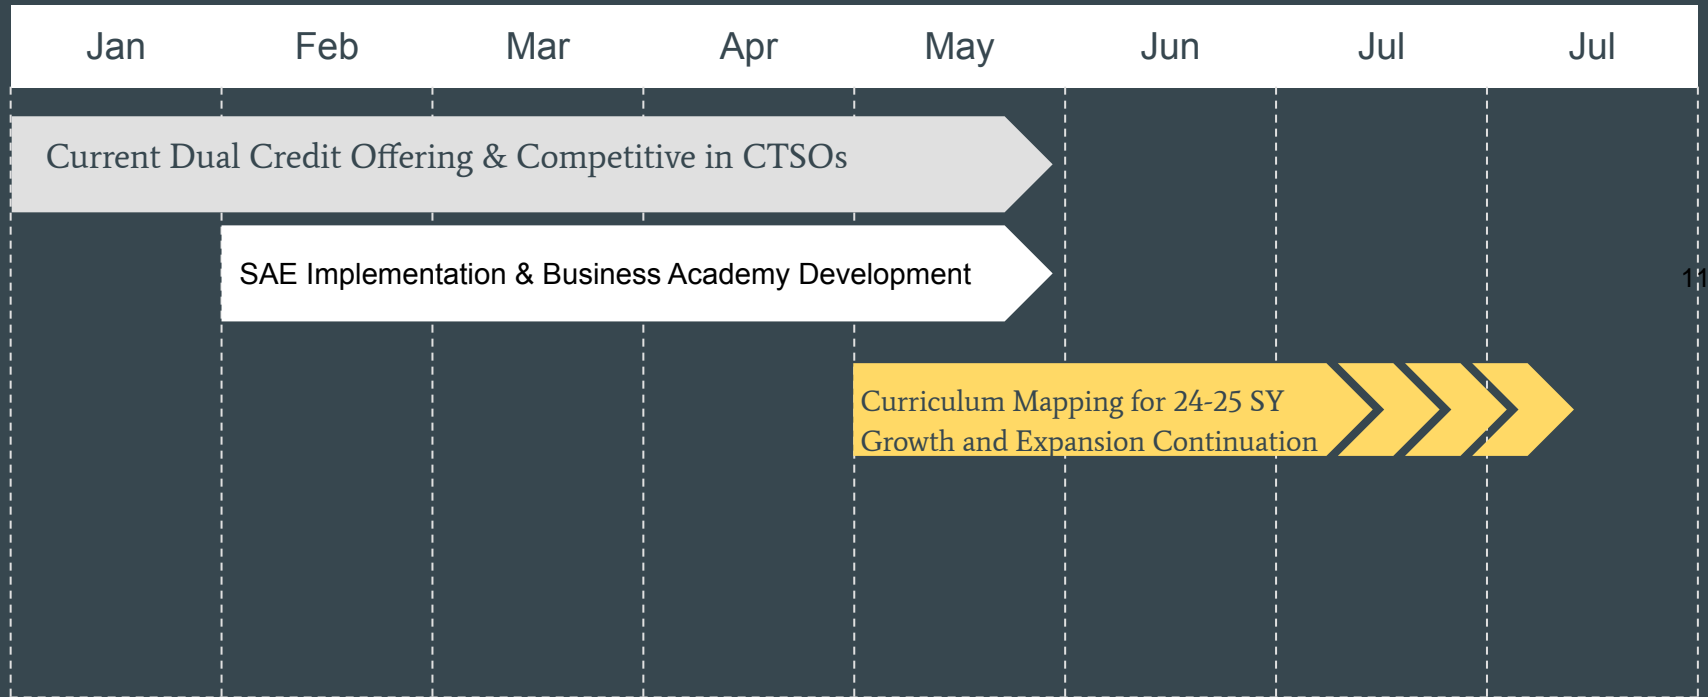 Jan Feb Mar Apr May Jun Jul Jul
Current Dual Credit Offering & Competitive in CTSOs
SAE Implementation & Business Academy Development
11
Curriculum Mapping for 24-25 SY
Growth and Expansion Continuation